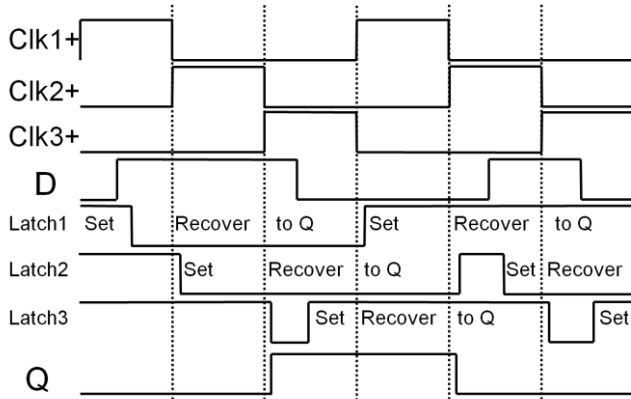 Clk1+
Clk2+
Clk3+
D
Latch1 Set Recover to Q Set Recover to Q
Latch2 Set Recover to Q Set Recover
Latch3 Set Recover to Q Set
Q